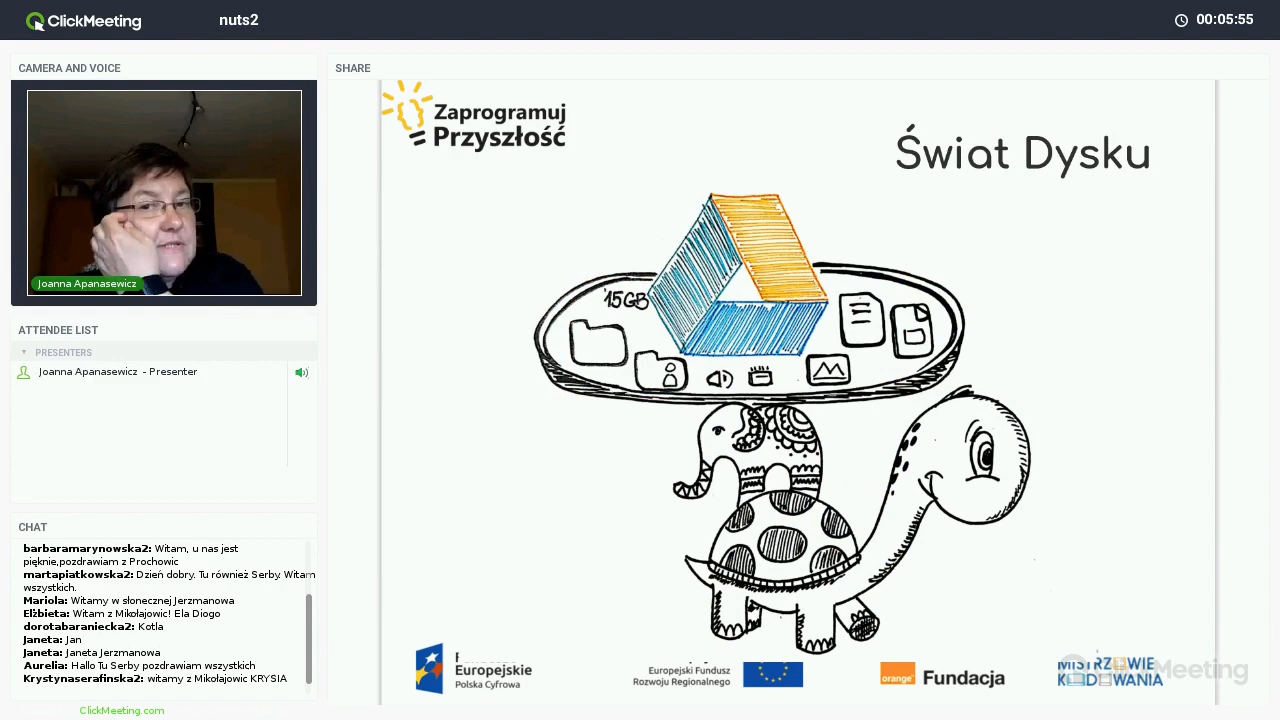 ClickMeeting
nuts2
00:05:55
CAMERA AND VOICE
Joanna Apanasewicz
ATTENDEE LIST
PRESENTERS
Joanna Apanasewicz - Presenter
CHAT
barbaramarynowska2: Witam, u nas jest
pięknie,pozdrawiam z Prochowic
martapiatkowska2: Dzień dobry. Tu również Serby. Witam
wszystkich.
Mariola: Witamy w słonecznej Jerzmanowa
Elżbieta: Witam z Mikołajowic! Ela Diogo
dorotabaraniecka2: Kotla
Janeta: Jan
Janeta: Janeta Jerzmanowa
Aurelia: Hallo Tu Serby pozdrawiam wszystkich
Krystynaserafinska2: witamy z Mikołajowic KRYSIA
ClickMeeting.com
SHARE
Zaprogramuj
Przyszłość
Świat Dysku
15GB
Europejskie
Polska Cyfrowa
Europejski Fundusz
Rozwoju Regionalnego
orange
Fundacja
MISTRZOWIE
KODOWANIA
Meeting